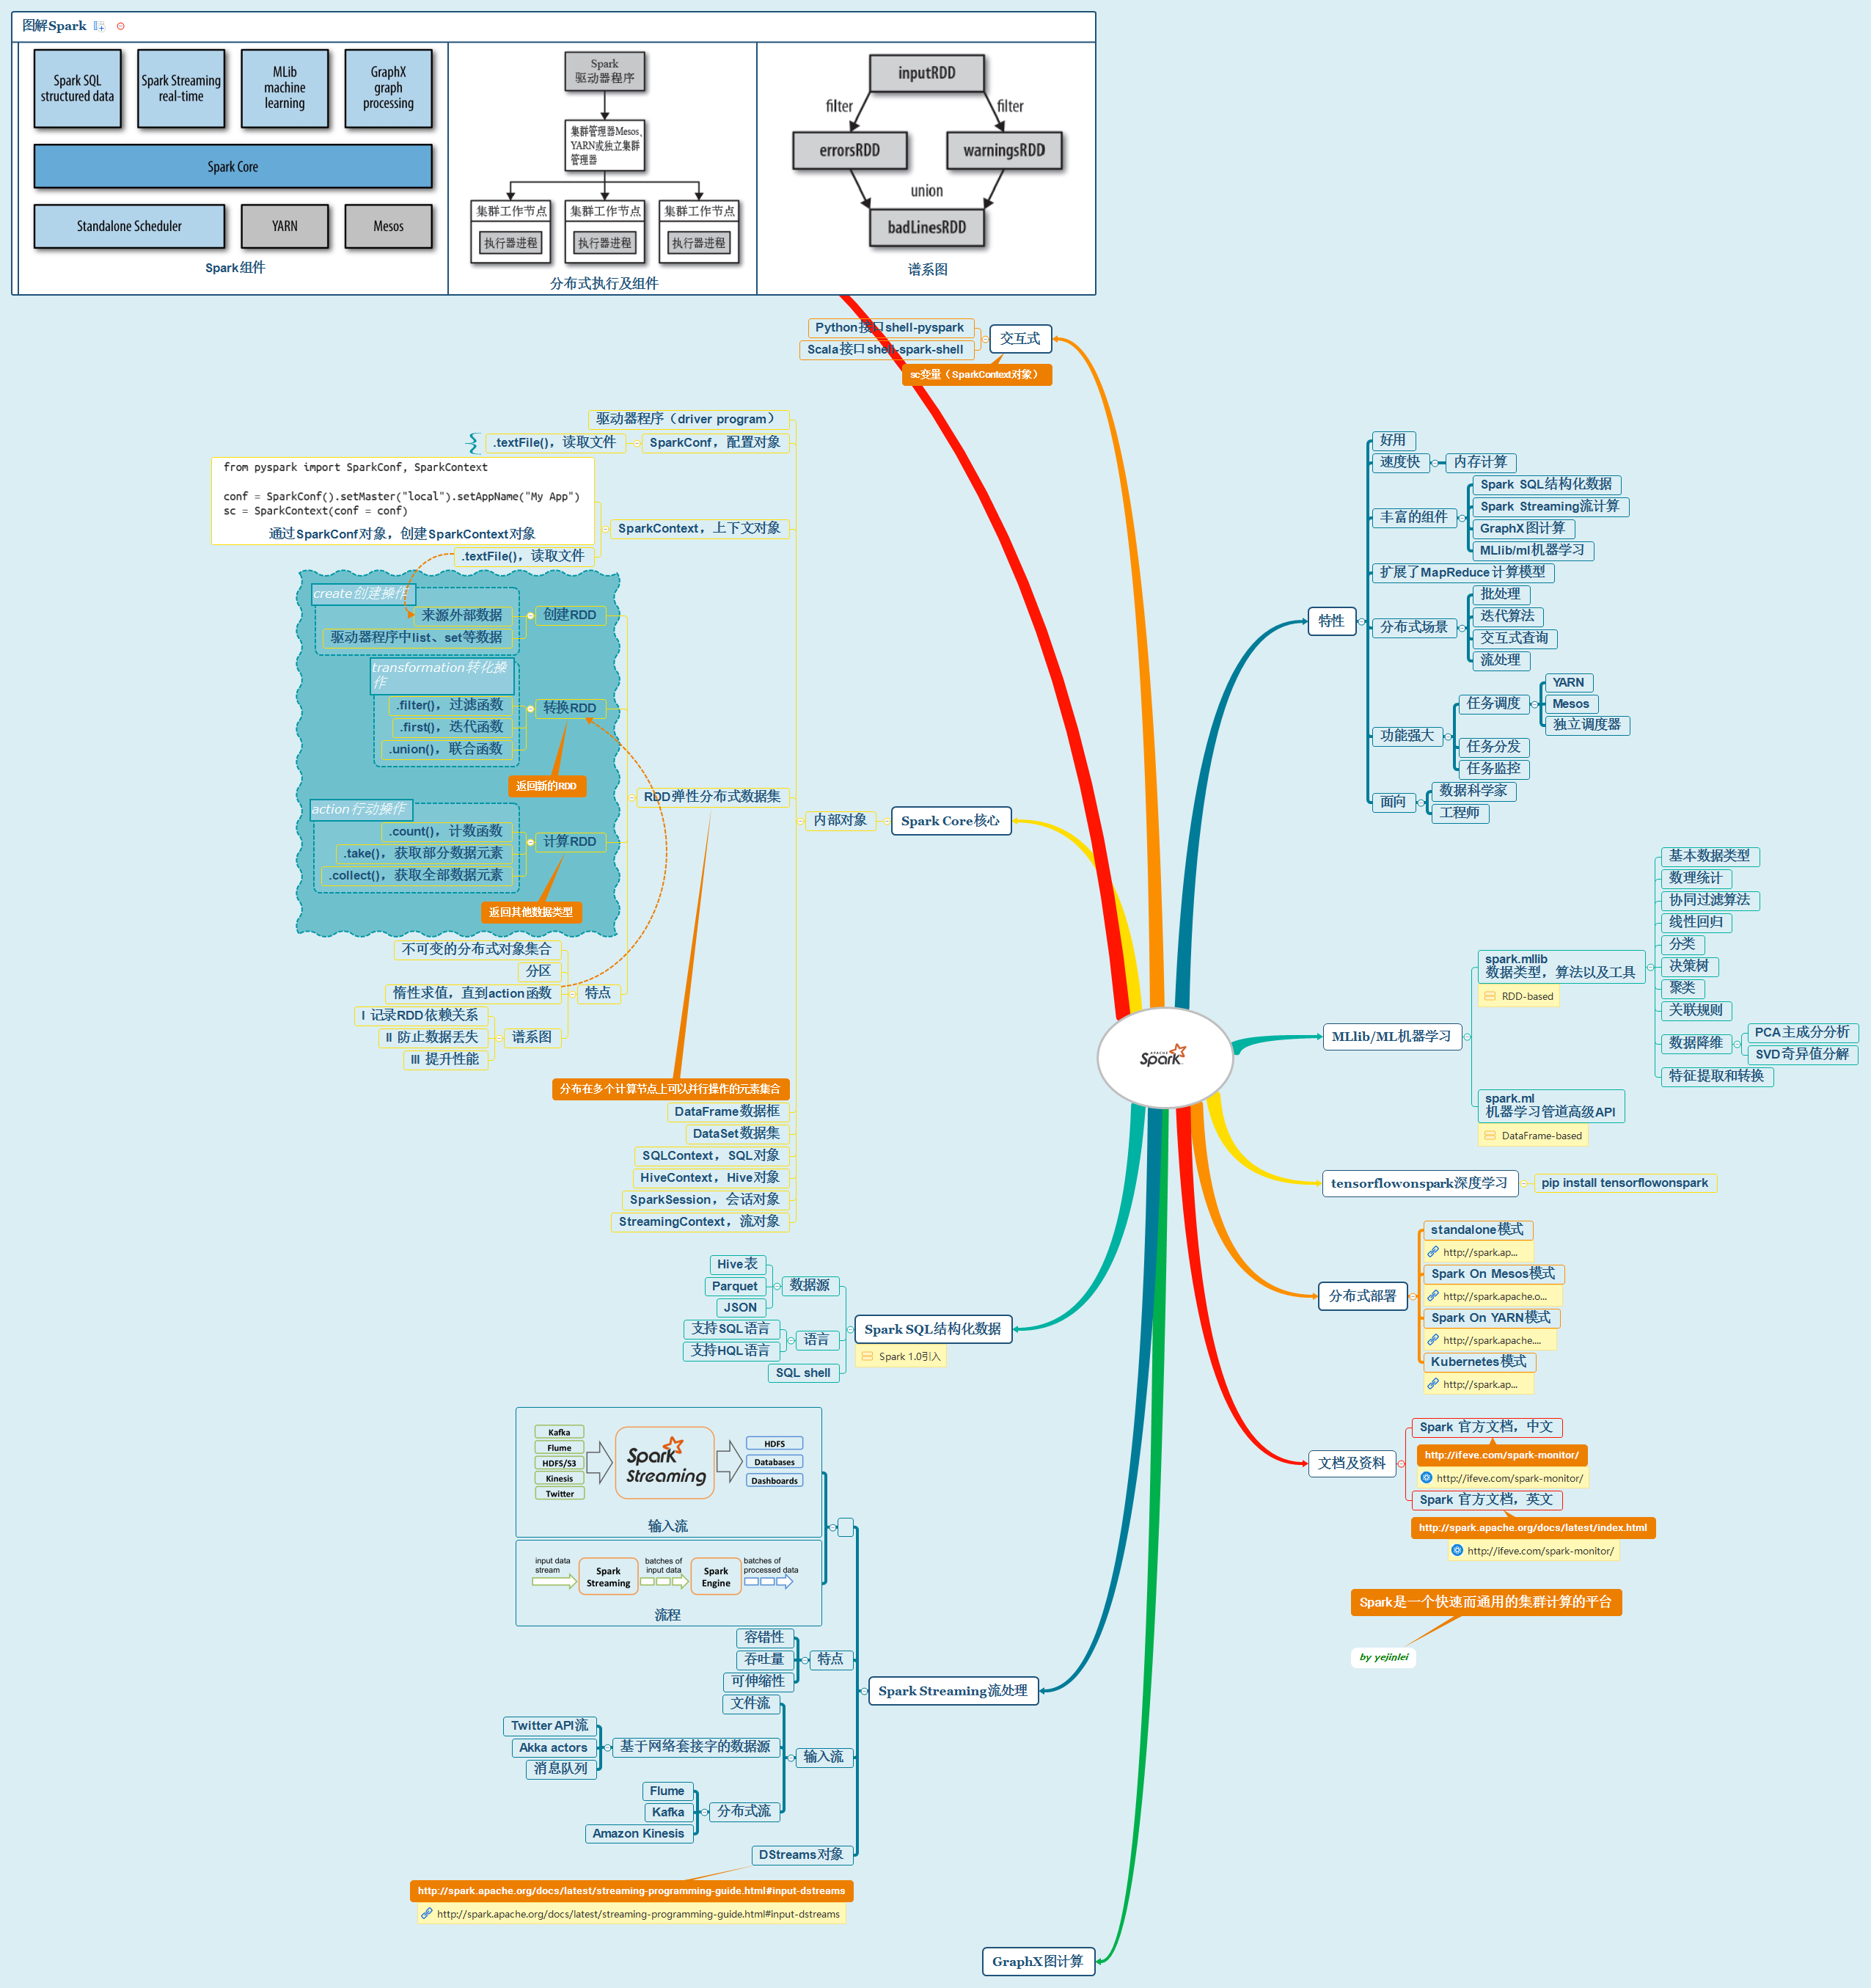 图解Spark
Spark SQL
structured data
Spark Streaming
real-time
MLib
machine
learning
GraphX
graph
processing
Spark Core
Standalone Scheduler
YARN
Mesos
Spark组件
Spark
驱动器程序
集群管理器Mesos、
YARN或独立集群
管理器
集群工作节点
执行器进程
集群工作节点
执行器进程
集群工作节点
执行器进程
分布式执行及组件
inputRDD
filter
filter
errorsRDD
warningsRDD
union
badLinesRDD
谱系图
交互式
Python接口shell-pyspark
Scala接口shell-spark-shell
sc变量（SparkContext对象）
Spark Core核心
内部对象
驱动器程序（driver program）
SparkConf，配置对象
.textFile()，读取文件
SparkContext，上下文对象
from pyspark import SparkConf, SparkContext
conf = SparkConf().setMaster("local").setAppName("My App")
sc = SparkContext(conf = conf)
通过SparkConf对象，创建SparkContext对象
.textFile()，读取文件
RDD弹性分布式数据集
create创建操作
创建RDD
来源外部数据
驱动器程序中list、set等数据
transformation转化操
作
转换RDD
.filter()，过滤函数
.first()，迭代函数
.union()，联合函数
返回新的RDD
action行动操作
计算RDD
.count()，计数函数
.take()，获取部分数据元素
.collect()，获取全部数据元素
返回其他数据类型
特点
不可变的分布式对象集合
分区
惰性求值，直到action函数
谱系图
I 记录RDD依赖关系
II 防止数据丢失
III 提升性能
分布在多个计算节点上可以并行操作的元素集合
DataFrame数据框
DataSet数据集
SQLContext，SQL对象
HiveContext，Hive对象
SparkSession，会话对象
StreamingContext，流对象
Spark SQL结构化数据
Spark 1.0引入
数据源
Hive表
Parquet
JSON
语言
支持SQL语言
支持HQL语言
SQL shell
Spark Streaming流处理
Kafka
Flume
HDFS/S3
Kinesis
Twitter
Spark
Streaming
HDFS
Databases
Dashboards
输入流
input data
stream
Spark
Streaming
batches of
input data
Spark
Engine
batches of
processed data
流程
特点
容错性
吞吐量
可伸缩性
输入流
文件流
基于网络套接字的数据源
Twitter API流
Akka actors
消息队列
分布式流
Flume
Kafka
Amazon Kinesis
DStreams对象
http://spark.apache.org/docs/latest/streaming-programming-guide.html#input-dstreams
http://spark.apache.org/docs/latest/streaming-programming-guide.html#input-dstreams
GraphX图计算
APACHE
Spark
特性
好用
速度快
内存计算
丰富的组件
Spark SQL结构化数据
Spark Streaming流计算
GraphX图计算
MLlib/ml机器学习
扩展了MapReduce计算模型
分布式场景
批处理
迭代算法
交互式查询
流处理
功能强大
任务调度
YARN
Mesos
独立调度器
任务分发
任务监控
面向
数据科学家
工程师
MLlib/ML机器学习
spark.mllib
数据类型，算法以及工具
RDD-based
基本数据类型
数理统计
协同过滤算法
线性回归
分类
决策树
聚类
关联规则
数据降维
PCA主成分分析
SVD奇异值分解
特征提取和转换
spark.ml
机器学习管道高级API
DataFrame-based
tensorflowonspark深度学习
pip install tensorflowonspark
分布式部署
standalone模式
http://spark.ap...
Spark On Mesos模式
http://spark.apache.o...
Spark On YARN模式
http://spark.apache....
Kubernetes模式
http://spark.ap...
文档及资料
Spark 官方文档，中文
http://ifeve.com/spark-monitor/
http://ifeve.com/spark-monitor/
Spark 官方文档，英文
http://spark.apache.org/docs/latest/index.html
http://ifeve.com/spark-monitor/
Spark是一个快速而通用的集群计算的平台
by yejinlei